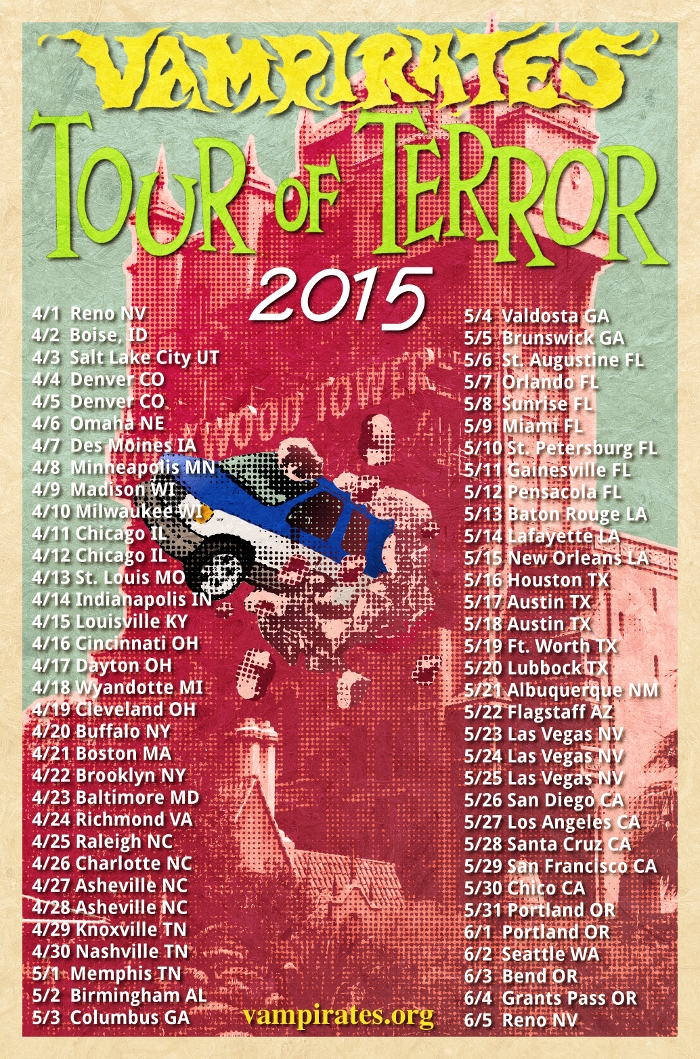 VAMPIRATES
TOUR OF TERROR
2015
4/1 Reno NV
4/2 Boise, ID
4/3 Salt Lake City UT
4/4 Denver CO
4/5 Denver CO
4/6 Omaha NE
4/7 Des Moines IA
4/8 Minneapolis MN
4/9 Madison WI
4/10 Milwaukee WI
4/11 Chicago IL
4/12 Chicago IL
4/13 St. Louis MO
4/14 Indianapolis IN
4/15 Louisville KY
4/16 Cincinnati OH
4/17 Dayton OH
4/18 Wyandotte MI
4/19 Cleveland OH
4/20 Buffalo NY
4/21 Boston MA
4/22 Brooklyn NY
4/23 Baltimore MD
4/24 Richmond VA
4/25 Raleigh NC
4/26 Charlotte NC
4/27 Asheville NC
4/28 Asheville NC
4/29 Knoxville TN
4/30 Nashville TN
5/1 Memphis TN
5/2 Birmingham AL
5/3 Columbus GA
5/4 Valdosta GA
5/5 Brunswick GA
5/6 St. Augustine FL
5/7 Orlando FL
5/8 Sunrise FL
5/9 Miami FL
5/10 St. Petersburg FL
5/11 Gainesville FL
5/12 Pensacola FL
5/13 Baton Rouge LA
5/14 Lafayette LA
5/15 New Orleans LA
5/16 Houston TX
5/17 Austin TX
5/18 Austin TX
5/19 Ft. Worth TX
5/20 Lubbock TX
5/21 Albuquerque NM
5/22 Flagstaff AZ
5/23 Las Vegas NV
5/24 Las Vegas NV
5/25 Las Vegas NV
5/26 San Diego CA
5/27 Los Angeles CA
5/28 Santa Cruz CA
5/29 San Francisco CA
5/30 Chico CA
5/31 Portland OR
6/1 Portland OR
6/2 Seattle WA
6/3 Bend OR
6/4 Grants Pass OR
6/5 Reno NV
vampirates.org